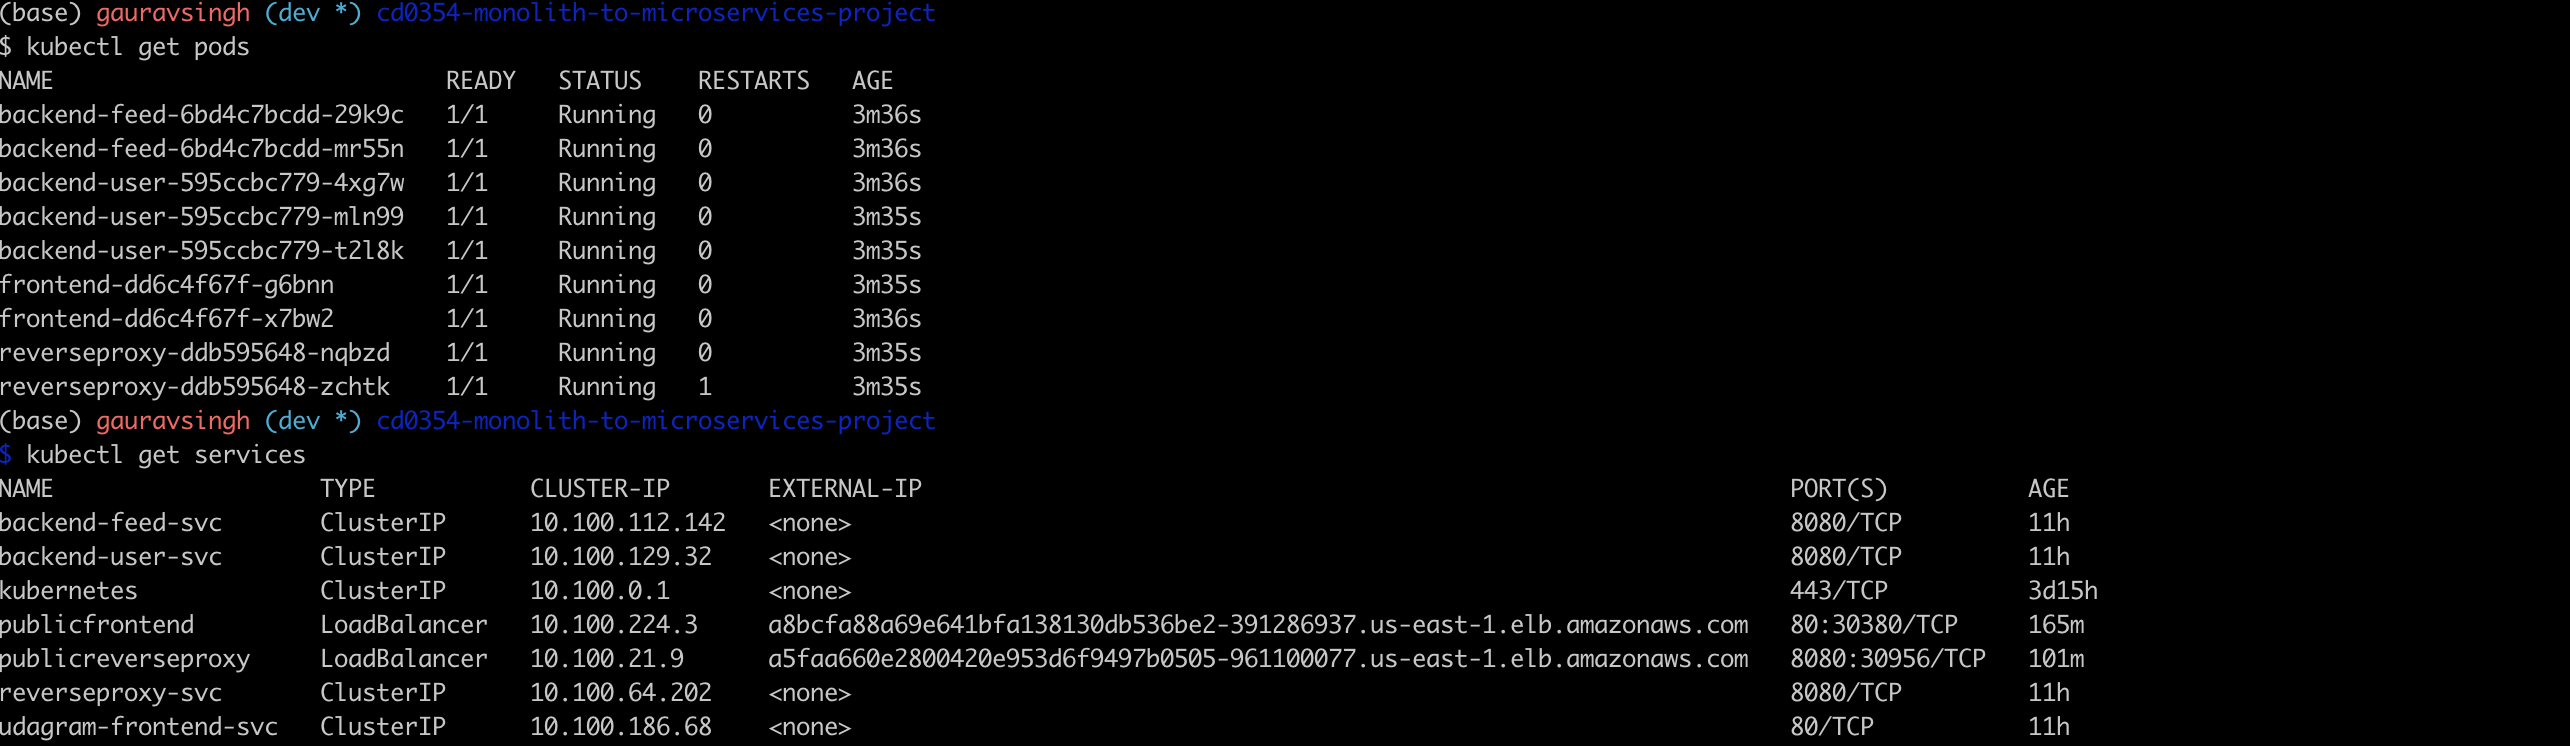 (base) gauravsingh (dev *) cd0354-monolith-to-microservices-project
$ kubectl get pods
NAME                            READY   STATUS    RESTARTS   AGE
backend-feed-6bd4c7bcdd-29k9c   1/1     Running   0          3m36s
backend-feed-6bd4c7bcdd-mr55n   1/1     Running   0          3m36s
backend-user-595ccbc779-4xg7w   1/1     Running   0          3m36s
backend-user-595ccbc779-mln99   1/1     Running   0          3m35s
backend-user-595ccbc779-t2l8k   1/1     Running   0          3m35s
frontend-dd6c4f67f-g6bnn        1/1     Running   0          3m35s
frontend-dd6c4f67f-x7bw2        1/1     Running   0          3m36s
reverseproxy-ddb595648-nqbzd    1/1     Running   0          3m35s
reverseproxy-ddb595648-zchtk    1/1     Running   1          3m35s
(base) gauravsingh (dev *) cd0354-monolith-to-microservices-project
$ kubectl get services
NAME                   TYPE           CLUSTER-IP       EXTERNAL-IP                                                              PORT(S)          AGE
backend-feed-svc       ClusterIP      10.100.112.142   <none>                                                                   8080/TCP         11h
backend-user-svc       ClusterIP      10.100.129.32    <none>                                                                   8080/TCP         11h
kubernetes             ClusterIP      10.100.0.1       <none>                                                                   443/TCP          3d15h
publicfrontend         LoadBalancer   10.100.224.3     a8bcfa88a69e641bfa138130db536be2-391286937.us-east-1.elb.amazonaws.com   80:30380/TCP     165m
publicreverseproxy     LoadBalancer   10.100.21.9      a5faa660e2800420e953d6f9497b0505-961100077.us-east-1.elb.amazonaws.com   8080:30956/TCP   101m
reverseproxy-svc       ClusterIP      10.100.64.202    <none>                                                                   8080/TCP         11h
udagram-frontend-svc   ClusterIP      10.100.186.68    <none>                                                                   80/TCP           11h